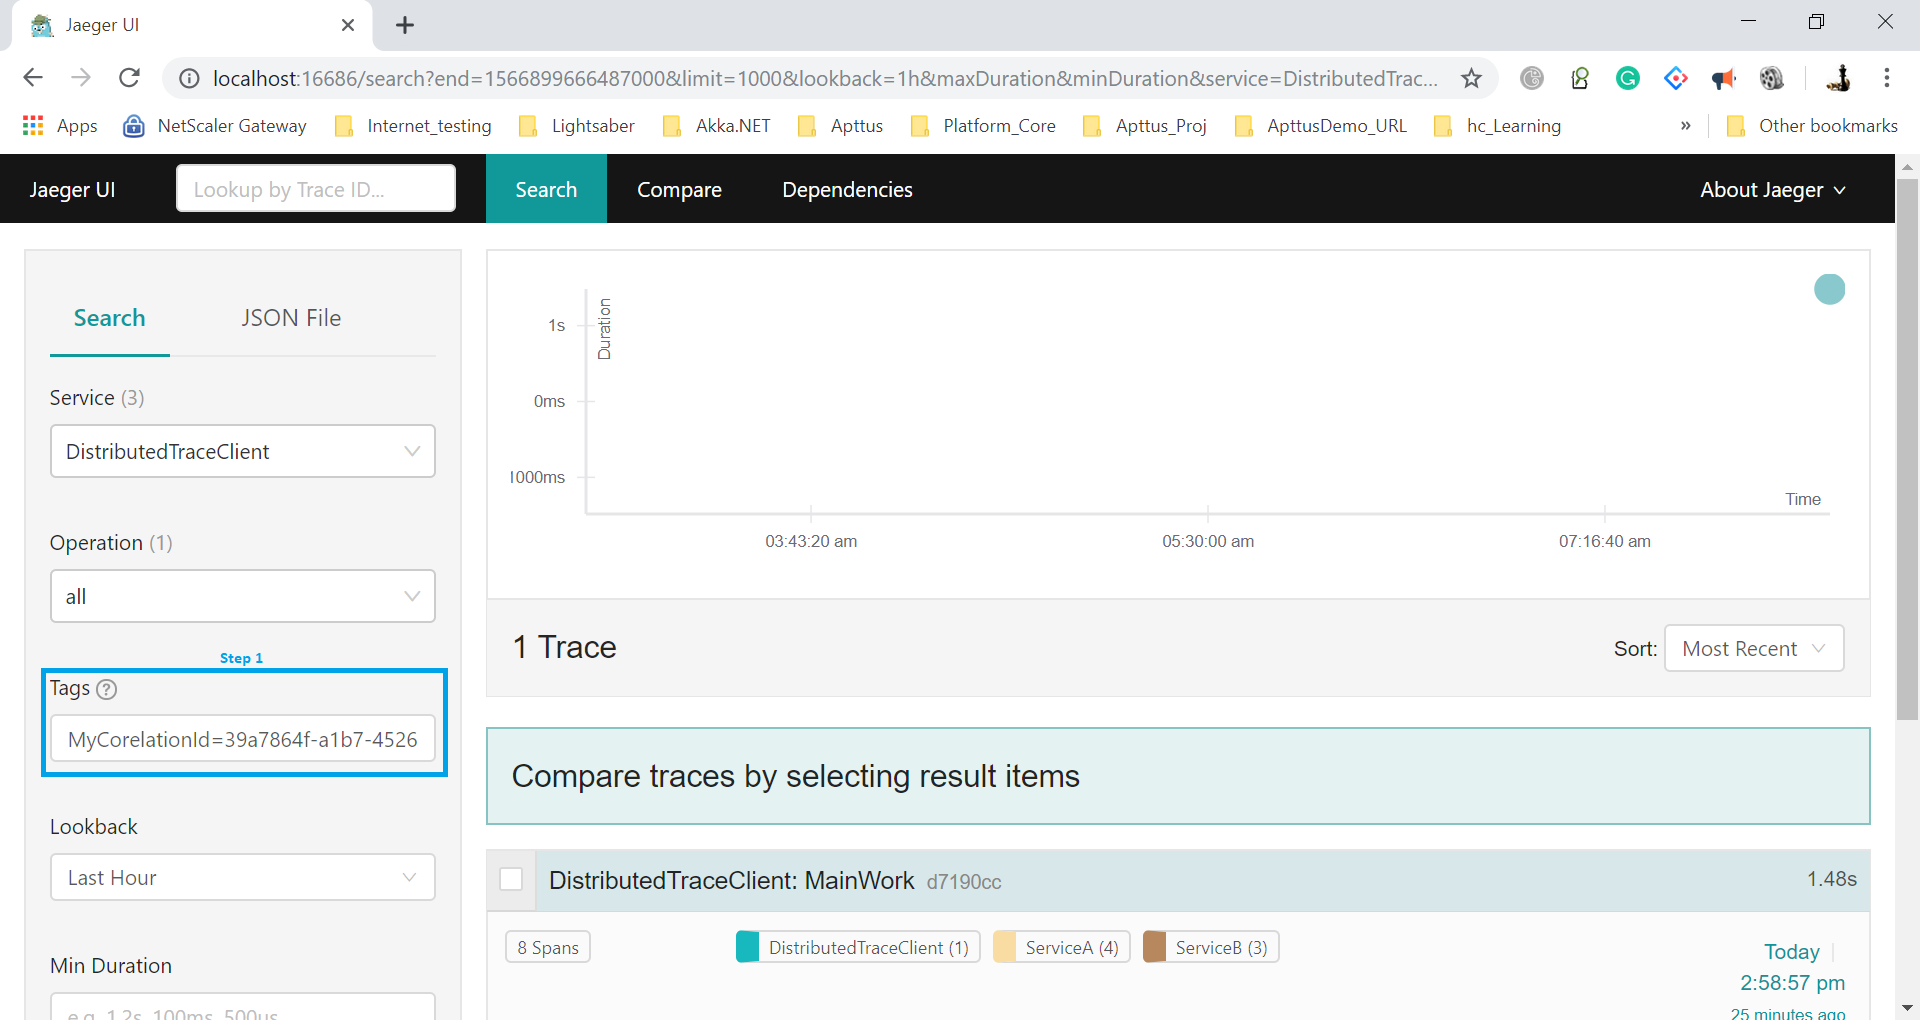 Jaeger UI
localhost:16686/search?end=1566899666487000&limit=1000&lookback=1h&maxDuration&minDuration&service=DistributedTrac...
Apps NetScaler Gateway Internet_testing Lightsaber Akka.NET Apttus Platform_Core Apttus_Proj ApttusDemo_URL hc_Learning » Other bookmarks
Jaeger UI Lookup by Trace ID... Search Compare Dependencies About Jaeger
Search JSON File
Service (3)
DistributedTraceClient
Operation (1)
all
Step 1
Tags ?
MyCorelationId=39a7864f-a1b7-4526
Lookback
Last Hour
Min Duration
e.g. 1.2s, 100ms, 500us
Duration
1s
0ms
1000ms
Time
03:43:20 am 05:30:00 am 07:16:40 am
1 Trace
Sort: Most Recent
Compare traces by selecting result items
DistributedTraceClient: MainWork d7190cc 1.48s
8 Spans DistributedTraceClient (1) ServiceA (4) ServiceB (3)
Today
2:58:57 pm
25 minutes ago